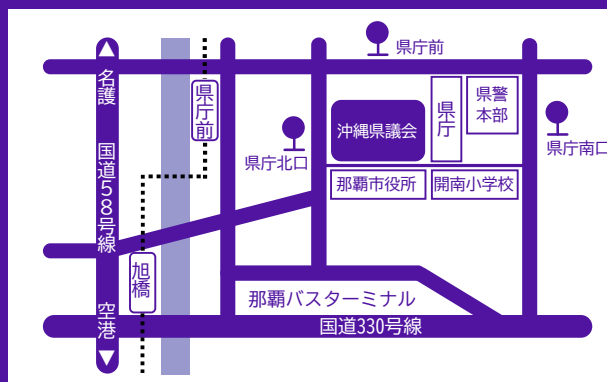 県庁前
▲
名護
国道58号線
空港
▼
県庁前
旭橋
県庁北口
沖縄県議会
県庁
県警
本部
県庁南口
那覇市役所
開南小学校
那覇バスターミナル
国道330号線